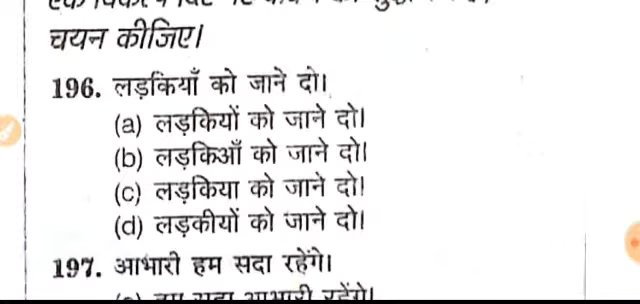 चयन कीजिए।
196. लड़कियाँ को जाने दो।
(a) लड़कियों को जाने दो।
(b) लड़किआँ को जाने दो।
(c) लड़किया को जाने दो!
(d) लड़कीयों को जाने दो।
197. आभारी हम सदा रहेंगे।